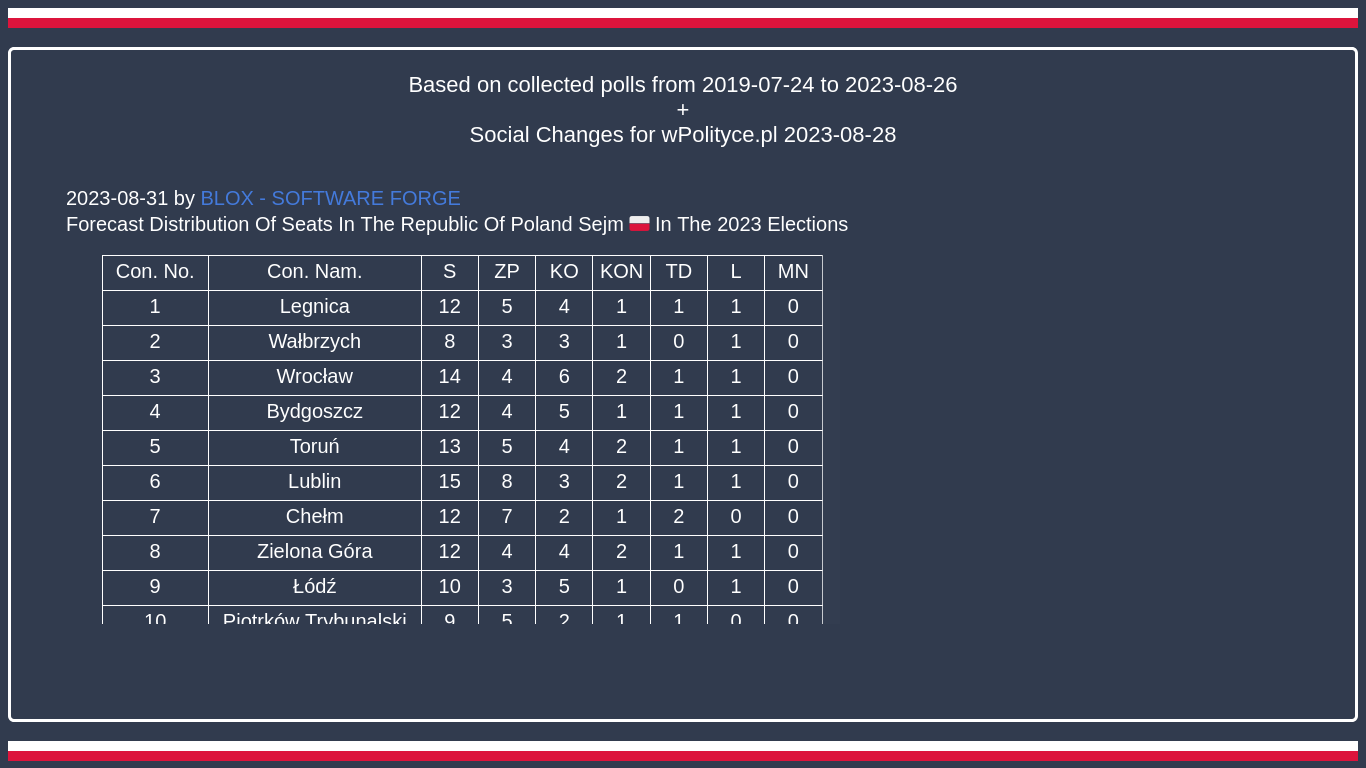 Based on collected polls from 2019-07-24 to 2023-08-26
+
Social Changes for wPolityce.pl 2023-08-28
2023-08-31 by BLOX - SOFTWARE FORGE
Forecast Distribution Of Seats In The Republic Of Poland Sejm 🇵🇱 In The 2023 Elections
Con. No. Con. Nam. S ZP KO KON TD L MN
1 Legnica 12 5 4 1 1 1 0
2 Wałbrzych 8 3 3 1 0 1 0
3 Wrocław 14 4 6 2 1 1 0
4 Bydgoszcz 12 4 5 1 1 1 0
5 Toruń 13 5 4 2 1 1 0
6 Lublin 15 8 3 2 1 1 0
7 Chełm 12 7 2 1 2 0 0
8 Zielona Góra 12 4 4 2 1 1 0
9 Łódź 10 3 5 1 0 1 0
10 Piotrków Trybunalski 9 5 2 1 1 0 0